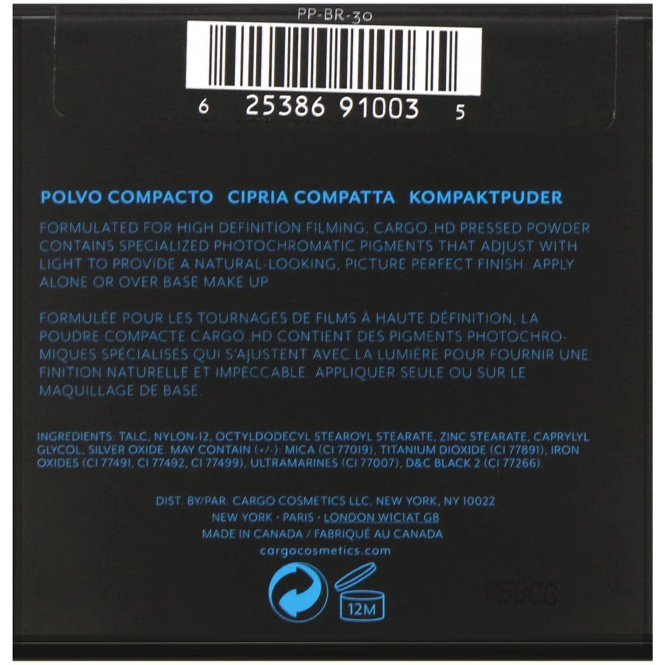 PP-BR-30
6 25386 91003 5
POLVO COMPACTO CIPRIA COMPATTA KOMPAKTPUDER
FORMULATED FOR HIGH DEFINITION FILMING, CARGO_HD PRESSED POWDER
CONTAINS SPECIALIZED PHOTOCHROMATIC PIGMENTS THAT ADJUST WITH
LIGHT TO PROVIDE A NATURAL-LOOKING, PICTURE PERFECT FINISH. APPLY
ALONE OR OVER BASE MAKE UP.
FORMULÉE POUR LES TOURNAGES DE FILMS À HAUTE DÉFINITION, LA
POUDRE COMPACTE CARGO_HD CONTIENT DES PIGMENTS PHOTOCHRO-
MIQUES SPÉCIALISÉS QUI S'AJUSTENT AVEC LA LUMIÈRE POUR FOURNIR UNE
FINITION NATURELLE ET IMPECCABLE. APPLIQUER SEULE OU SUR LE
MAQUILLAGE DE BASE.
INGREDIENTS: TALC, NYLON-12, OCTYLDODECYL STEAROYL STEARATE, ZINC STEARATE, CAPRYLYL
GLYCOL, SILVER OXIDE. MAY CONTAIN (+/-): MICA (CI 77019), TITANIUM DIOXIDE (CI 77891), IRON
OXIDES (CI 77491, CI 77492, CI 77499), ULTRAMARINES (CI 77007), D&C BLACK 2 (CI 77266).
DIST. BY/PAR. CARGO COSMETICS LLC, NEW YORK, NY 10022
NEW YORK • PARIS • LONDON WIC1AT GB
MADE IN CANADA / FABRIQUÉ AU CANADA
cargocosmetics.com
12M